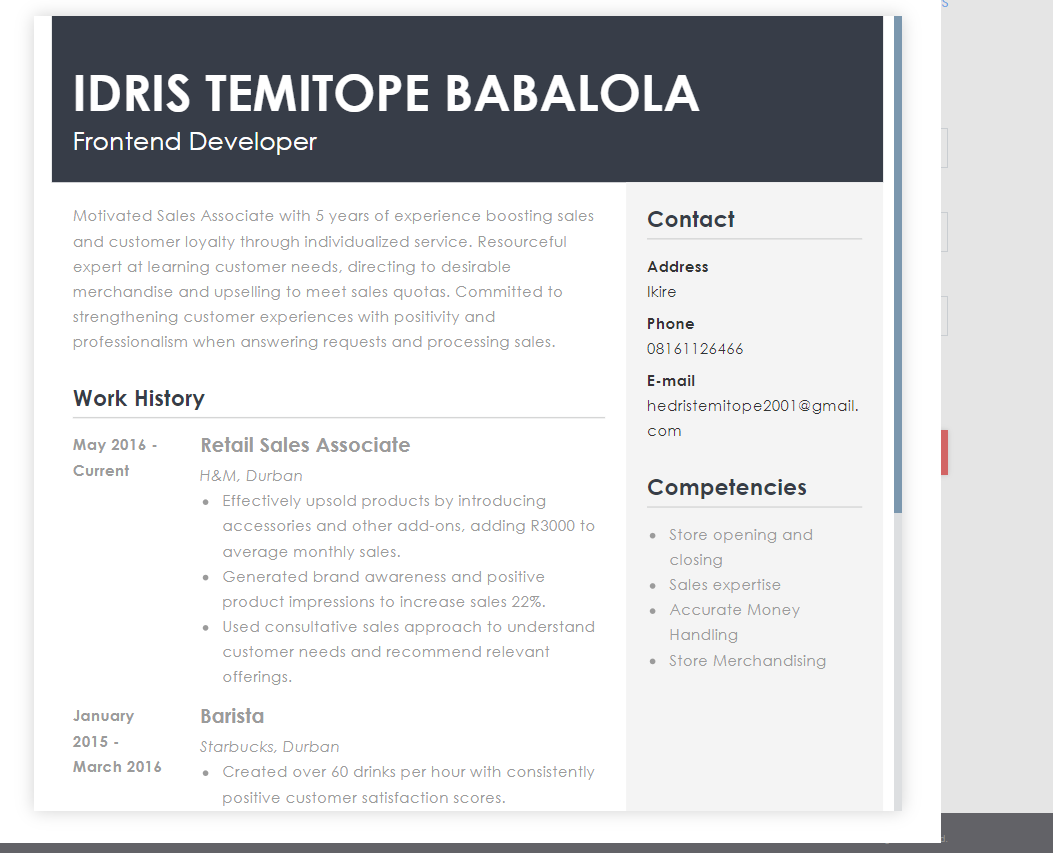 IDRIS TEMITOPE BABALOLA
Frontend Developer
Motivated Sales Associate with 5 years of experience boosting sales
and customer loyalty through individualized service. Resourceful
expert at learning customer needs, directing to desirable
merchandise and upselling to meet sales quotas. Committed to
strengthening customer experiences with positivity and
professionalism when answering requests and processing sales.
Work History
May 2016 -
Current
Retail Sales Associate
H&M, Durban
• Effectively upsold products by introducing
accessories and other add-ons, adding R3000 to
average monthly sales.
• Generated brand awareness and positive
product impressions to increase sales 22%.
• Used consultative sales approach to understand
customer needs and recommend relevant
offerings.
January
2015 -
March 2016
Barista
Starbucks, Durban
• Created over 60 drinks per hour with consistently
positive customer satisfaction scores.
Contact
Address
Ikire
Phone
08161126466
E-mail
hedristemitope2001@gmail.
com
Competencies
• Store opening and
closing
• Sales expertise
• Accurate Money
Handling
• Store Merchandising